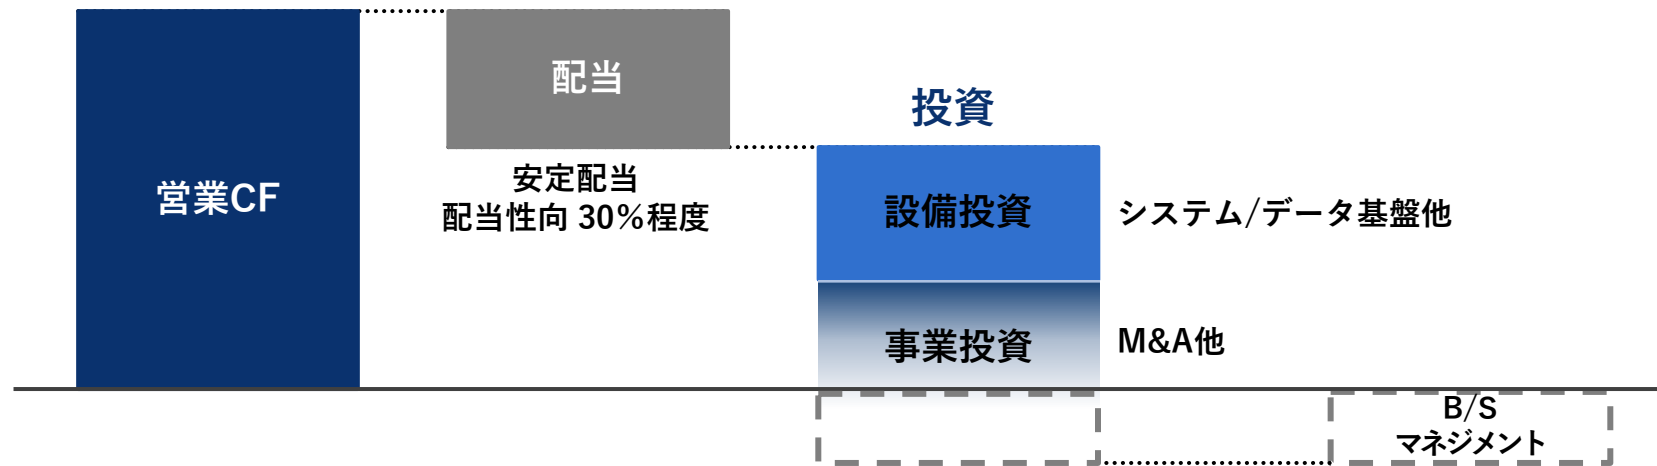 営業CF
配当
安定配当
配当性向 30%程度
投資
設備投資
システム/データ基盤他
事業投資
M&A他
B/S
マネジメント